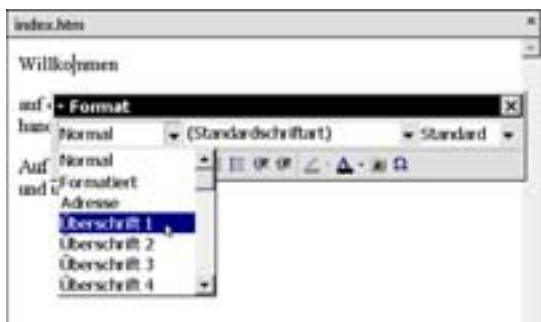 index.htm
Willkommen
auf
Format
Normal (Standardschriftart) Standard
Normal
Auf
Formatiert
und ü
Adresse
Überschrift 1
Überschrift 2
Überschrift 3
Überschrift 4